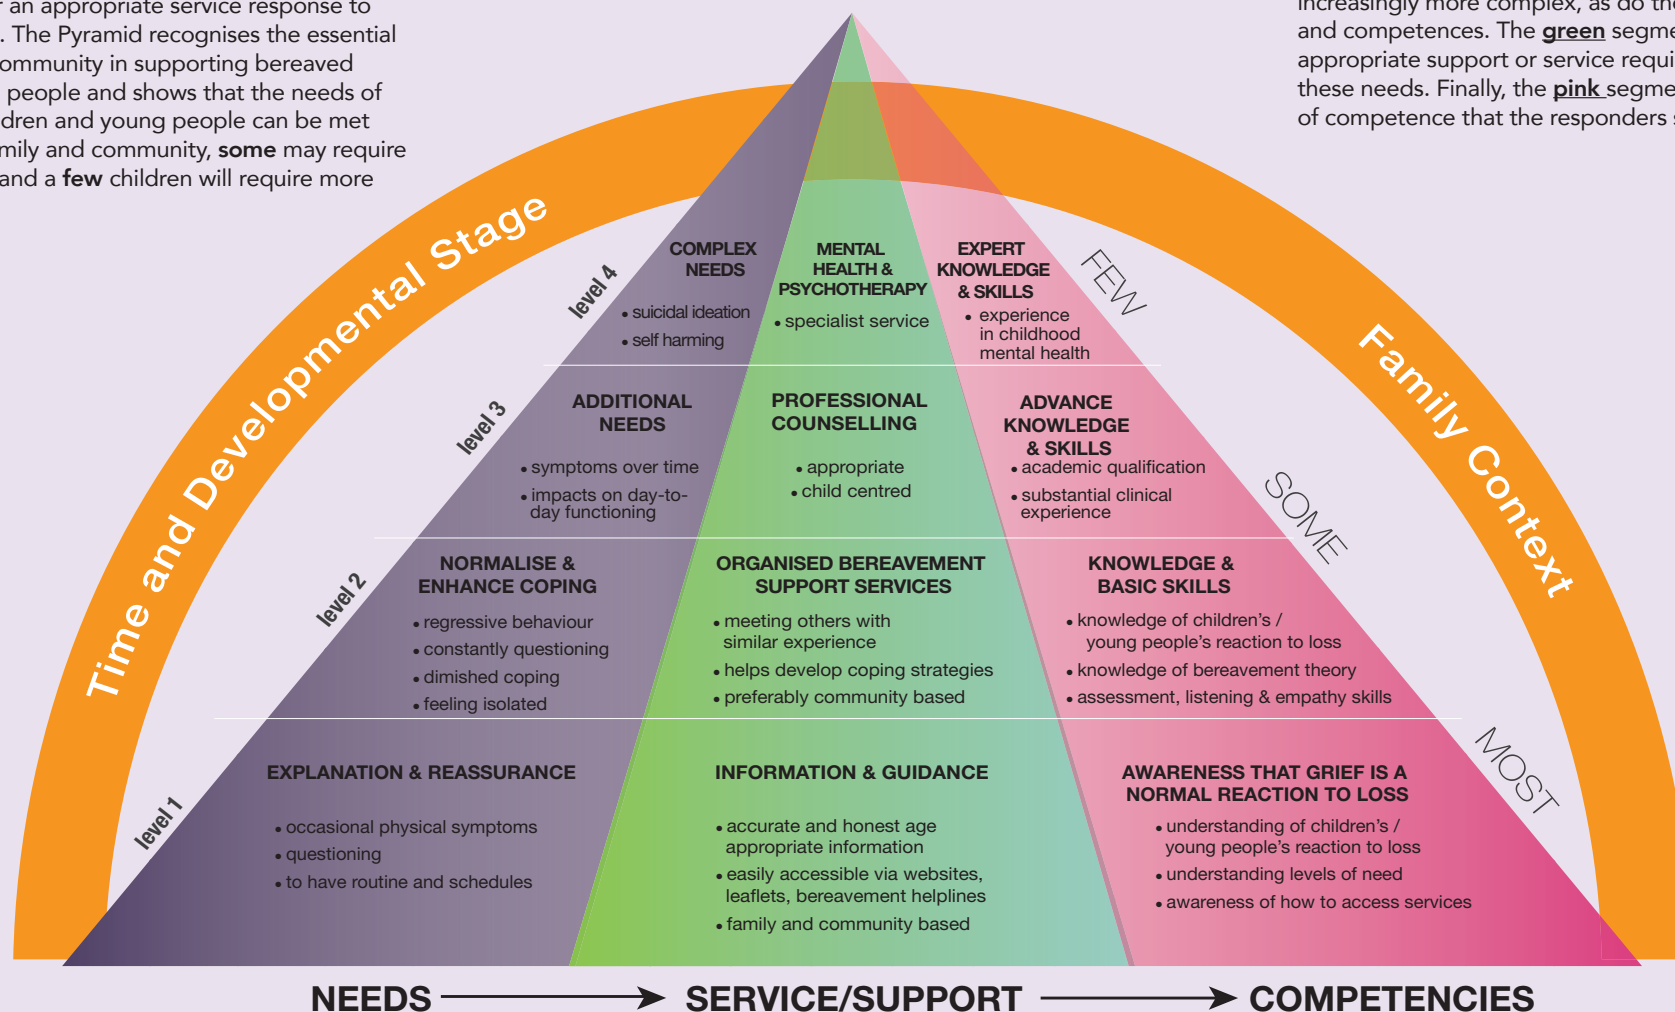 an appropriate service response to
. The Pyramid recognises the essential
ommunity in supporting bereaved
people and shows that the needs of
dren and young people can be met
mily and community, some may require
and a few children will require more
increasingly more complex, as do the
and competences. The green segme
appropriate support or service requi
these needs. Finally, the pink segme
of competence that the responders s
Time and Developmental Stage
Family Context
level 4
COMPLEX
NEEDS
• suicidal ideation
• self harming
MENTAL
HEALTH &
PSYCHOTHERAPY
• specialist service
EXPERT
KNOWLEDGE
& SKILLS
• experience
in childhood
mental health
FEW
level 3
ADDITIONAL
NEEDS
• symptoms over time
• impacts on day-to-
day functioning
PROFESSIONAL
COUNSELLING
• appropriate
• child centred
ADVANCE
KNOWLEDGE
& SKILLS
• academic qualification
• substantial clinical
experience
SOME
level 2
NORMALISE &
ENHANCE COPING
• regressive behaviour
• constantly questioning
• dimished coping
• feeling isolated
ORGANISED BEREAVEMENT
SUPPORT SERVICES
• meeting others with
similar experience
• helps develop coping strategies
• preferably community based
KNOWLEDGE &
BASIC SKILLS
• knowledge of children's /
young people's reaction to loss
• knowledge of bereavement theory
• assessment, listening & empathy skills
MOST
level 1
EXPLANATION & REASSURANCE
• occasional physical symptoms
• questioning
• to have routine and schedules
INFORMATION & GUIDANCE
• accurate and honest age
appropriate information
• easily accessible via websites,
leaflets, bereavement helplines
• family and community based
AWARENESS THAT GRIEF IS A
NORMAL REACTION TO LOSS
• understanding of children's /
young people's reaction to loss
• understanding levels of need
• awareness of how to access services
NEEDS
SERVICE/SUPPORT
COMPETENCIES